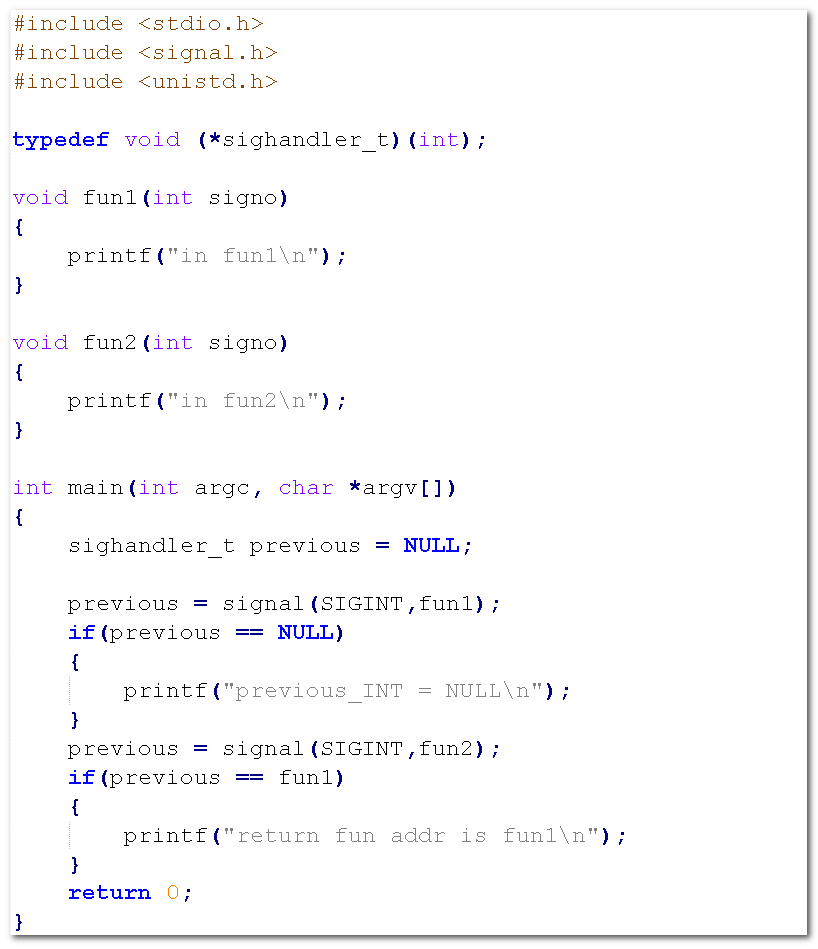 #include <stdio.h>
#include <signal.h>
#include <unistd.h>

typedef void (*sighandler_t)(int);

void fun1(int signo)
{
    printf("in fun1\n");
}

void fun2(int signo)
{
    printf("in fun2\n");
}

int main(int argc, char *argv[])
{
    sighandler_t previous = NULL;

    previous = signal(SIGINT,fun1);
    if(previous == NULL)
    {
        printf("previous_INT = NULL\n");
    }
    previous = signal(SIGINT,fun2);
    if(previous == fun1)
    {
        printf("return fun addr is fun1\n");
    }
    return 0;
}